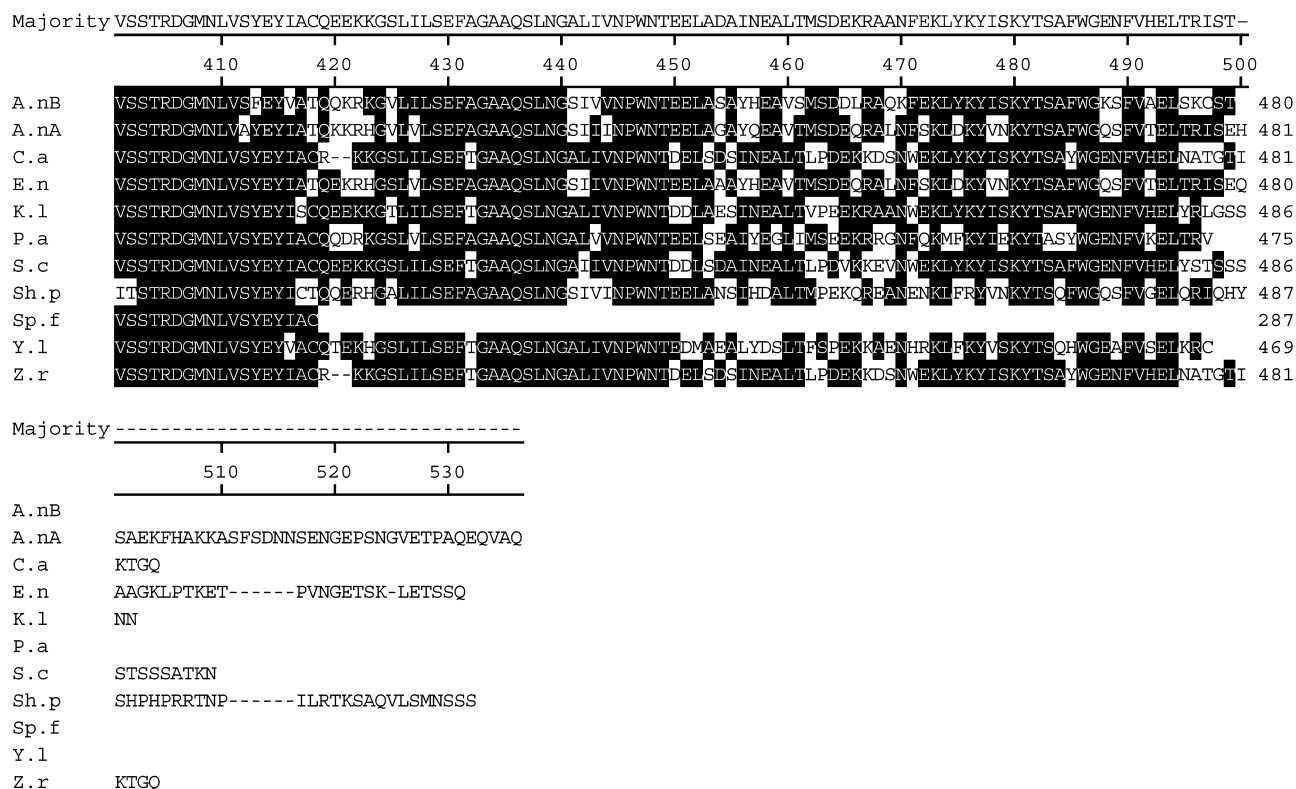 Majority VSSTRDGMNLVSYEYIACQEEKKGSLILSEFAGAAQSLNGALIVNPWNTEELADAINEALTMSDEKRAANFEKLYKYISKYTSAFWGENFVHELTRIST-
410 420 430 440 450 460 470 480 490 500
A.nB VSSTRDGMNLVSFEYVATQQKRKGVLILSEFAGAAQSLNGSIVVNPWNTEELASAYHEAVSMSDDLRAQKFEKLYKYISKYTSAFWGKSFVAELSKCST 480
A.nA VSSTRDGMNLVAYEYIATQKKRHGVLVLSEFAGAAQSLNGSIIINPWNTEELAGAYQEAVTMSDEQRALNFSKLDKYVNKYTSAFWGQSFVTELTRISEH 481
C.a VSSTRDGMNLVSYEYIACR--KKGSLILSEFTGAAQSLNGALIVNPWNTDELSDSINEALTLPDEKKDSNWEKLYKYISKYTSAYWGENFVHELNATGTI 481
E.n VSSTRDGMNLVSYEYIATQEKRHGSLVLSEFAGAAQSLNGSIIVNPWNTEELAAAYHEAVTMSDEQRALNFSKLDKYVNKYTSAFWGQSFVTELTRISEQ 480
K.l VSSTRDGMNLVSYEYISCQEEKKGTLILSEFTGAAQSLNGALIVNPWNTDDLAESINEALTVPEEKRAANWEKLYKYISKYTSAFWGENFVHELYRLGSS 486
P.a VSSTRDGMNLVSYEYIACQQDRKGSLVLSEFAGAAQSLNGALVVNPWNTEELSEAIYEGLIMSEEKRRGNFQKMFKYIEKYTASYWGENFVKELTRV 475
S.c VSSTRDGMNLVSYEYIACQEEKKGSLILSEFTGAAQSLNGAIIVNPWNTDDLSDAINEALTLPDVKKEVNWEKLYKYISKYTSAFWGENFVHELYSTSSS 486
Sh.p ITSTRDGMNLVSYEYICTQQERHGALILSEFAGAAQSLNGSIVINPWNTEELANSIHDALTMPEKQREANENKLFRYVNKYTSQFWGQSFVGELQRIQHY 487
Sp.f VSSTRDGMNLVSYEYIAC 287
Y.l VSSTRDGMNLVSYEYVACQTEKHGSLILSEFTGAAQSLNGALIVNPWNTEDMAEALYDSLTFSPEKKAENHRKLFKYVSKYTSQHWGEAFVSELKRC 469
Z.r VSSTRDGMNLVSYEYIACR--KKGSLILSEFTGAAQSLNGALIVNPWNTDELSDSINEALTLPDEKKDSNWEKLYKYISKYTSAYWGENFVHELNATGTI 481
Majority ------------------------------------
510 520 530
A.nB
A.nA SAEKFHAKKASFSDNNSENGEPSNGVETPAQEQVAQ
C.a KTGQ
E.n AAGKLPTKET------PVNGETSK-LETSSQ
K.l NN
P.a
S.c STSSSATKN
Sh.p SHPHPRRTNP------ILRTKSAQVLSMNSSS
Sp.f
Y.l
Z.r KTGQ